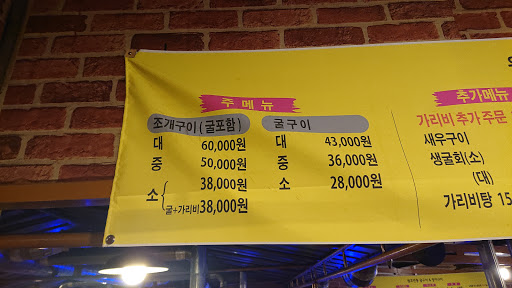 주 메 뉴
조개구이 ( 굴포함 )
대 60,000원
중 50,000원
소 38,000원
굴+가리비 38,000원
굴구이
대 43,000원
중 36,000원
소 28,000원
추가메뉴
가리비 추가 주문
새우구이
생굴회(소)
(대)
가리비탕 15